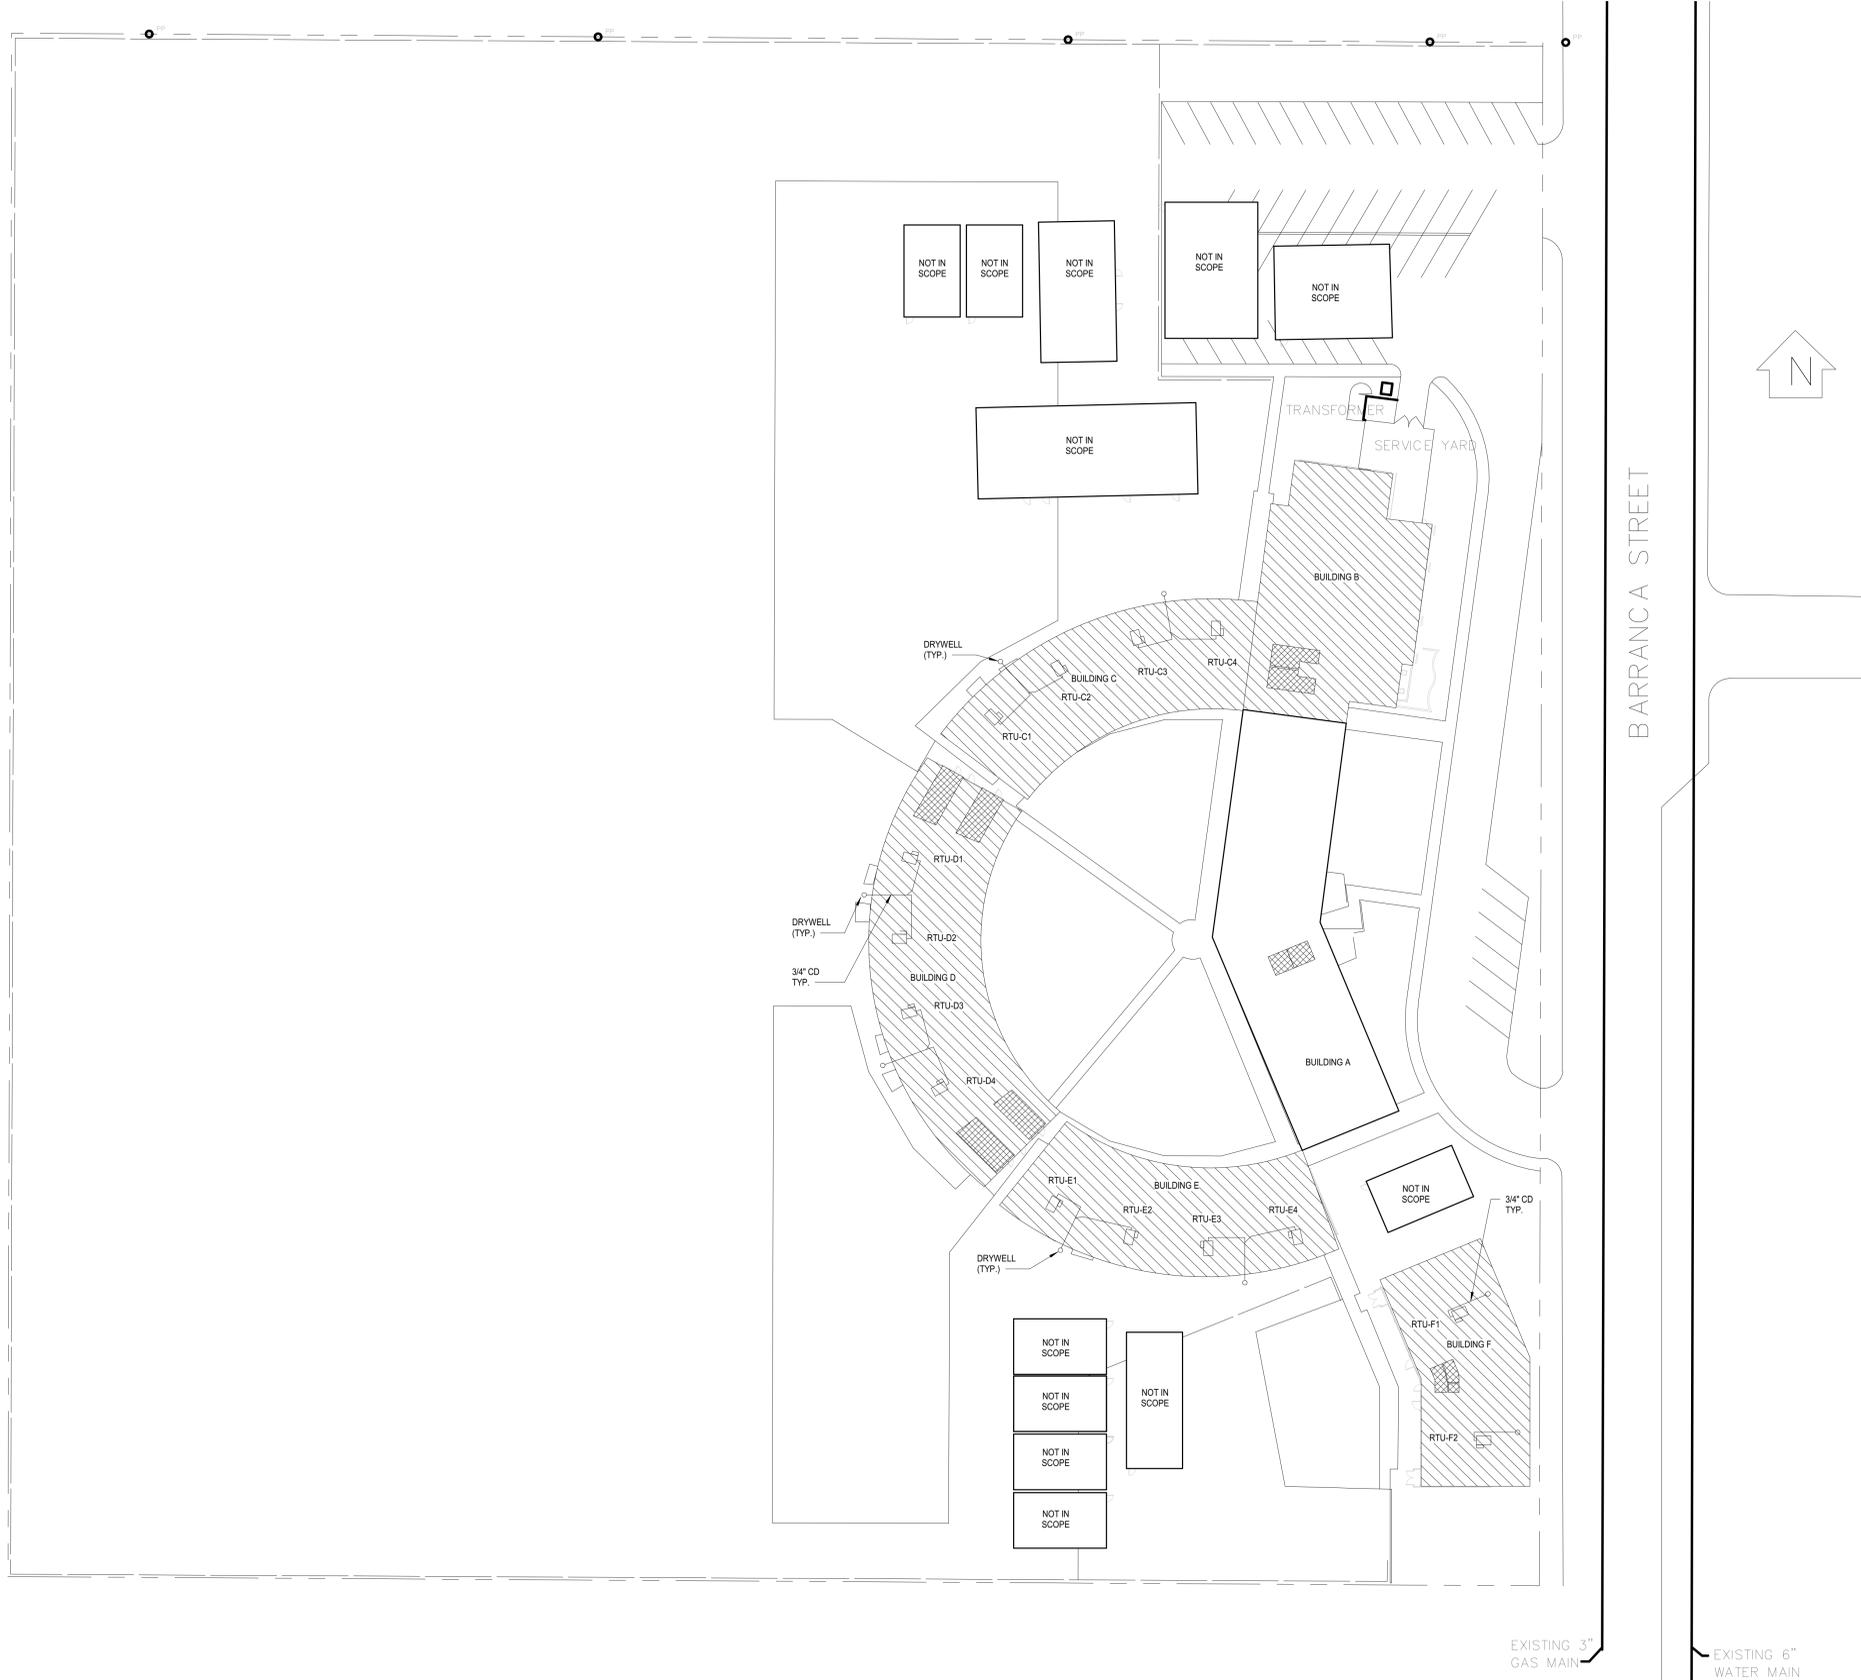 PP
PP
PP
PP
PP
NOT IN
SCOPE
NOT IN
SCOPE
NOT IN
SCOPE
NOT IN
SCOPE
NOT IN
SCOPE
N
TRANSFORMER
SERVICE YARD
NOT IN
SCOPE
BARRANCA STREET
BUILDING B
DRYWELL
(TYP.)
RTU-C4
RTU-C3
BUILDING C
RTU-C2
RTU-C1
RTU-D1
DRYWELL
(TYP.)
RTU-D2
3/4" CD
TYP.
BUILDING D
RTU-D3
BUILDING A
RTU-D4
RTU-E1
BUILDING E
NOT IN
SCOPE
3/4" CD
TYP.
RTU-E2
RTU-E3
RTU-E4
DRYWELL
(TYP.)
RTU-F1
BUILDING F
NOT IN
SCOPE
NOT IN
SCOPE
NOT IN
SCOPE
RTU-F2
NOT IN
SCOPE
NOT IN
SCOPE
EXISTING 3"
GAS MAIN
EXISTING 6"
WATER MAIN